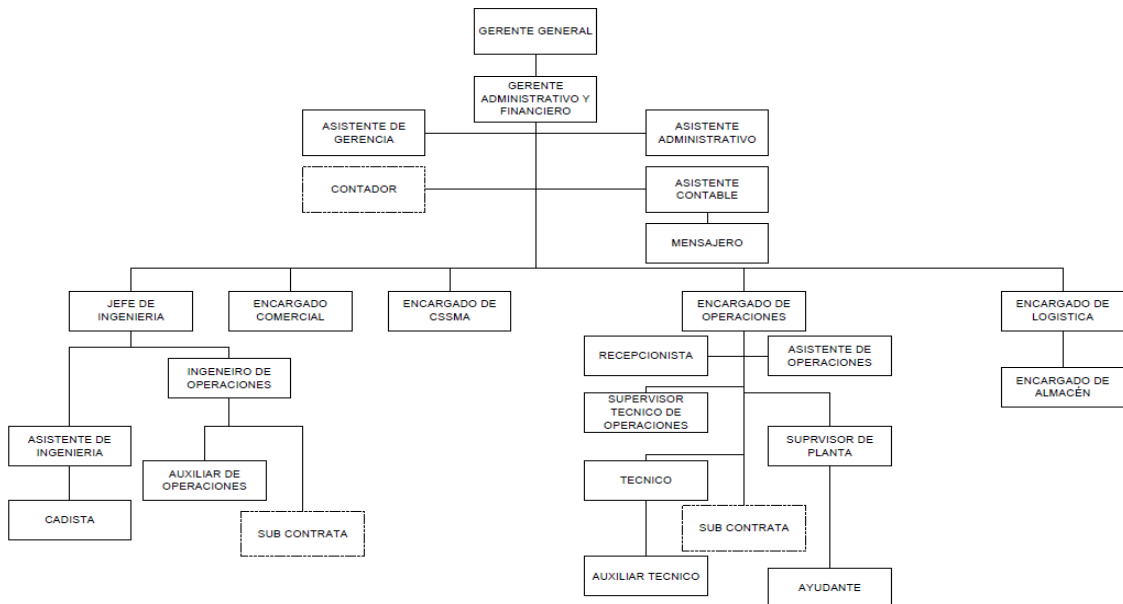 GERENTE GENERAL
GERENTE
ADMINISTRATIVO Y
FINANCIERO
ASISTENTE DE
GERENCIA
ASISTENTE
ADMINISTRATIVO
CONTADOR
ASISTENTE
CONTABLE
MENSAJERO
JEFE DE
INGENIERIA
ENCARGADO
COMERCIAL
ENCARGADO DE
CSSMA
ENCARGADO DE
OPERACIONES
ENCARGADO DE
LOGISTICA
RECEPCIONISTA
ASISTENTE DE
OPERACIONES
INGENEIRO DE
OPERACIONES
ENCARGADO DE
ALMACÉN
SUPERVISOR
TECNICO DE
OPERACIONES
ASISTENTE DE
INGENIERIA
SUPRVISOR DE
PLANTA
AUXILIAR DE
OPERACIONES
TECNICO
CADISTA
SUB CONTRATA
SUB CONTRATA
AUXILIAR TECNICO
AYUDANTE